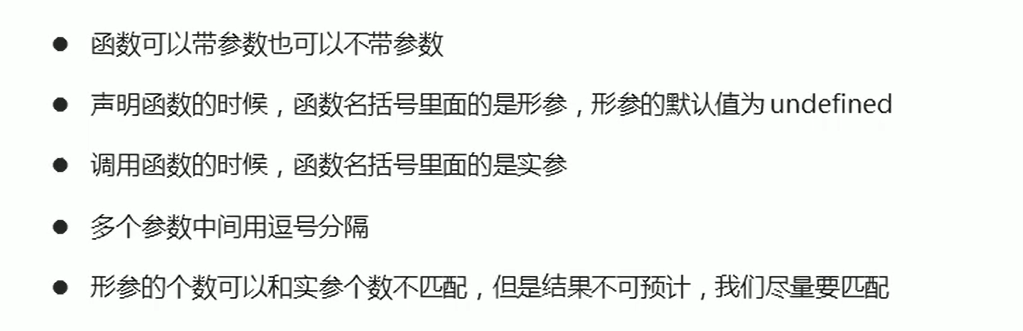 ● 函数可以带参数也可以不带参数
● 声明函数的时候，函数名括号里面的是形参，形参的默认值为 undefined
● 调用函数的时候，函数名括号里面的是实参
● 多个参数中间用逗号分隔
● 形参的个数可以和实参个数不匹配，但是结果不可预计，我们尽量要匹配